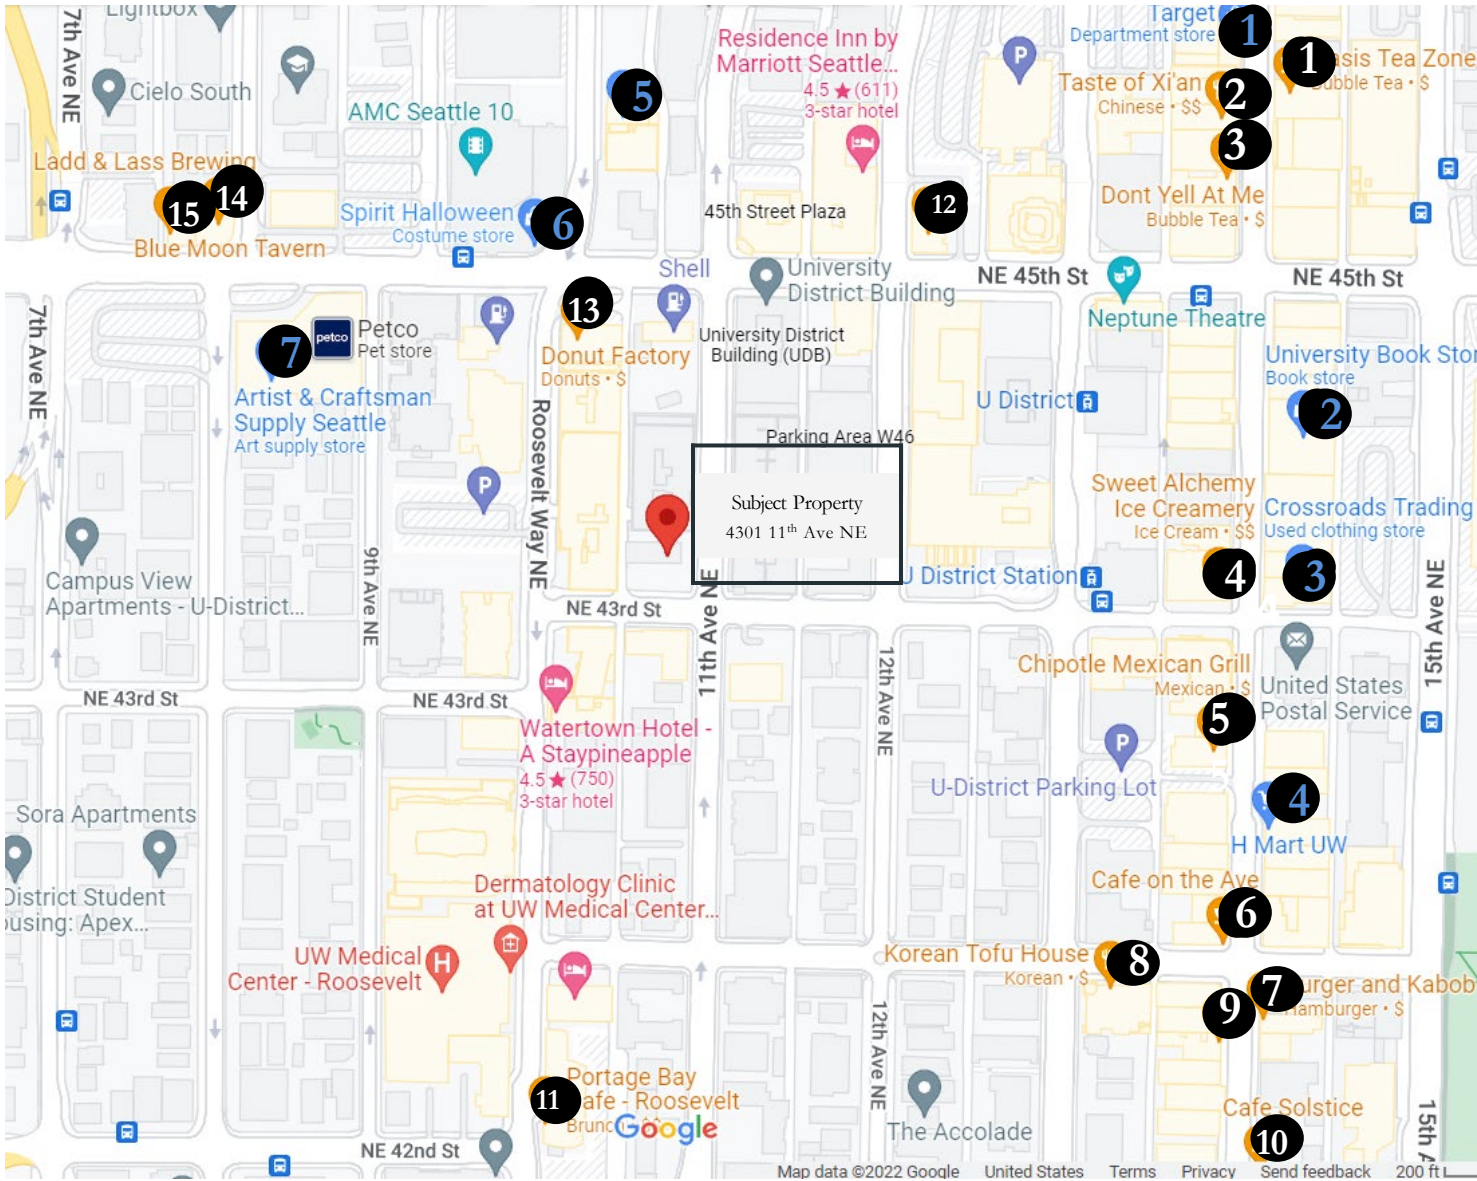 Lightbox
7th Ave NE
Cielo South
AMC Seattle 10
5
Residence Inn by
Marriott Seattle...
4.5 ★ (611)
3-star hotel
P
Target
Department store
1
1
asis Tea Zone
Bubble Tea • $
Taste of Xi'an
Chinese • $$
2
3
Dont Yell At Me
Bubble Tea • $
Ladd & Lass Brewing
15
14
Blue Moon Tavern
Spirit Halloween
Costume store
6
45th Street Plaza
12
NE 45th St
NE 45th St
Shell
University
District Building
Neptune Theatre
7th Ave NE
7
petco
Petco
Pet store
13
Donut Factory
Donuts • $
University District
Building (UDB)
University Book Stor
Book store
2
Artist & Craftsman
Supply Seattle
Art supply store
Roosevelt Way NE
U District
Parking Area W46
P
Subject Property
4301 11th Ave NE
Sweet Alchemy
Ice Creamery
Ice Cream • $$
4
Crossroads Trading
Used clothing store
3
Campus View
Apartments - U-District...
9th Ave NE
U District Station
NE 43rd St
11th Ave NE
12th Ave NE
15th Ave NE
NE 43rd St
NE 43rd St
Chipotle Mexican Grill
Mexican • $
5
United States
Postal Service
Watertown Hotel -
A Staypineapple
4.5 ★ (750)
3-star hotel
P
U-District Parking Lot
5
4
H Mart UW
Sora Apartments
District Student
ousing: Apex...
Dermatology Clinic
at UW Medical Center...
Cafe on the Ave
6
UW Medical
Center - Roosevelt
H
Korean Tofu House
Korean • $
8
9
7
urger and Kabob
Hamburger • $
12th Ave NE
11
Portage Bay
afe - Roosevelt
Brunc
Google
The Accolade
Cafe Solstice
10
15th A
NE 42nd St
Map data ©2022 Google United States Terms Privacy Send feedback 200 ft